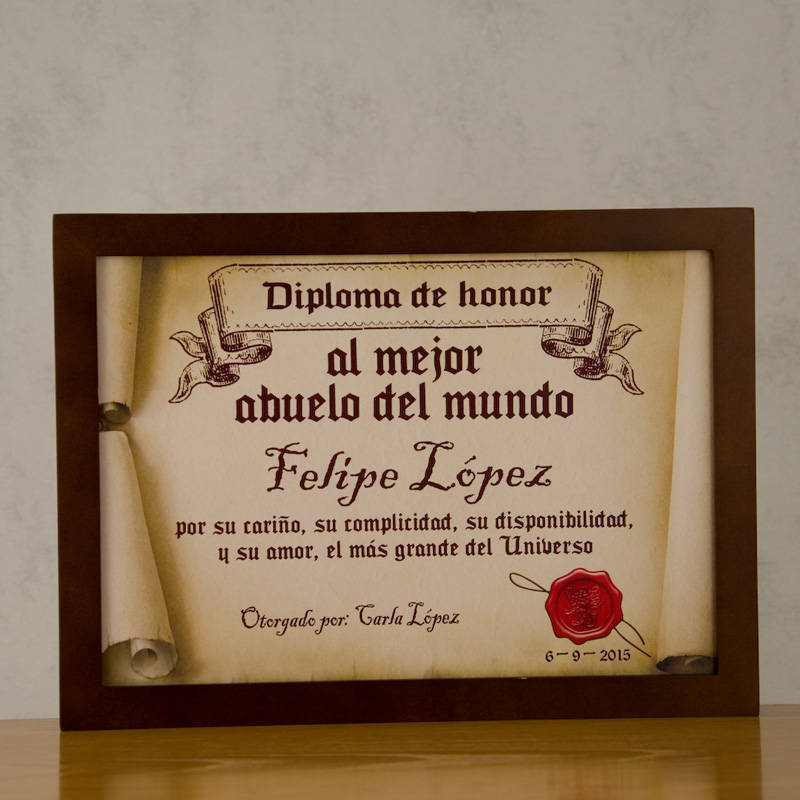 Diploma de honor
al mejor
abuelo del mundo
Felipe López
por su cariño, su complicidad, su disponibilidad,
y su amor, el más grande del Universo
Otorgado por: Carla López
6-9-2015